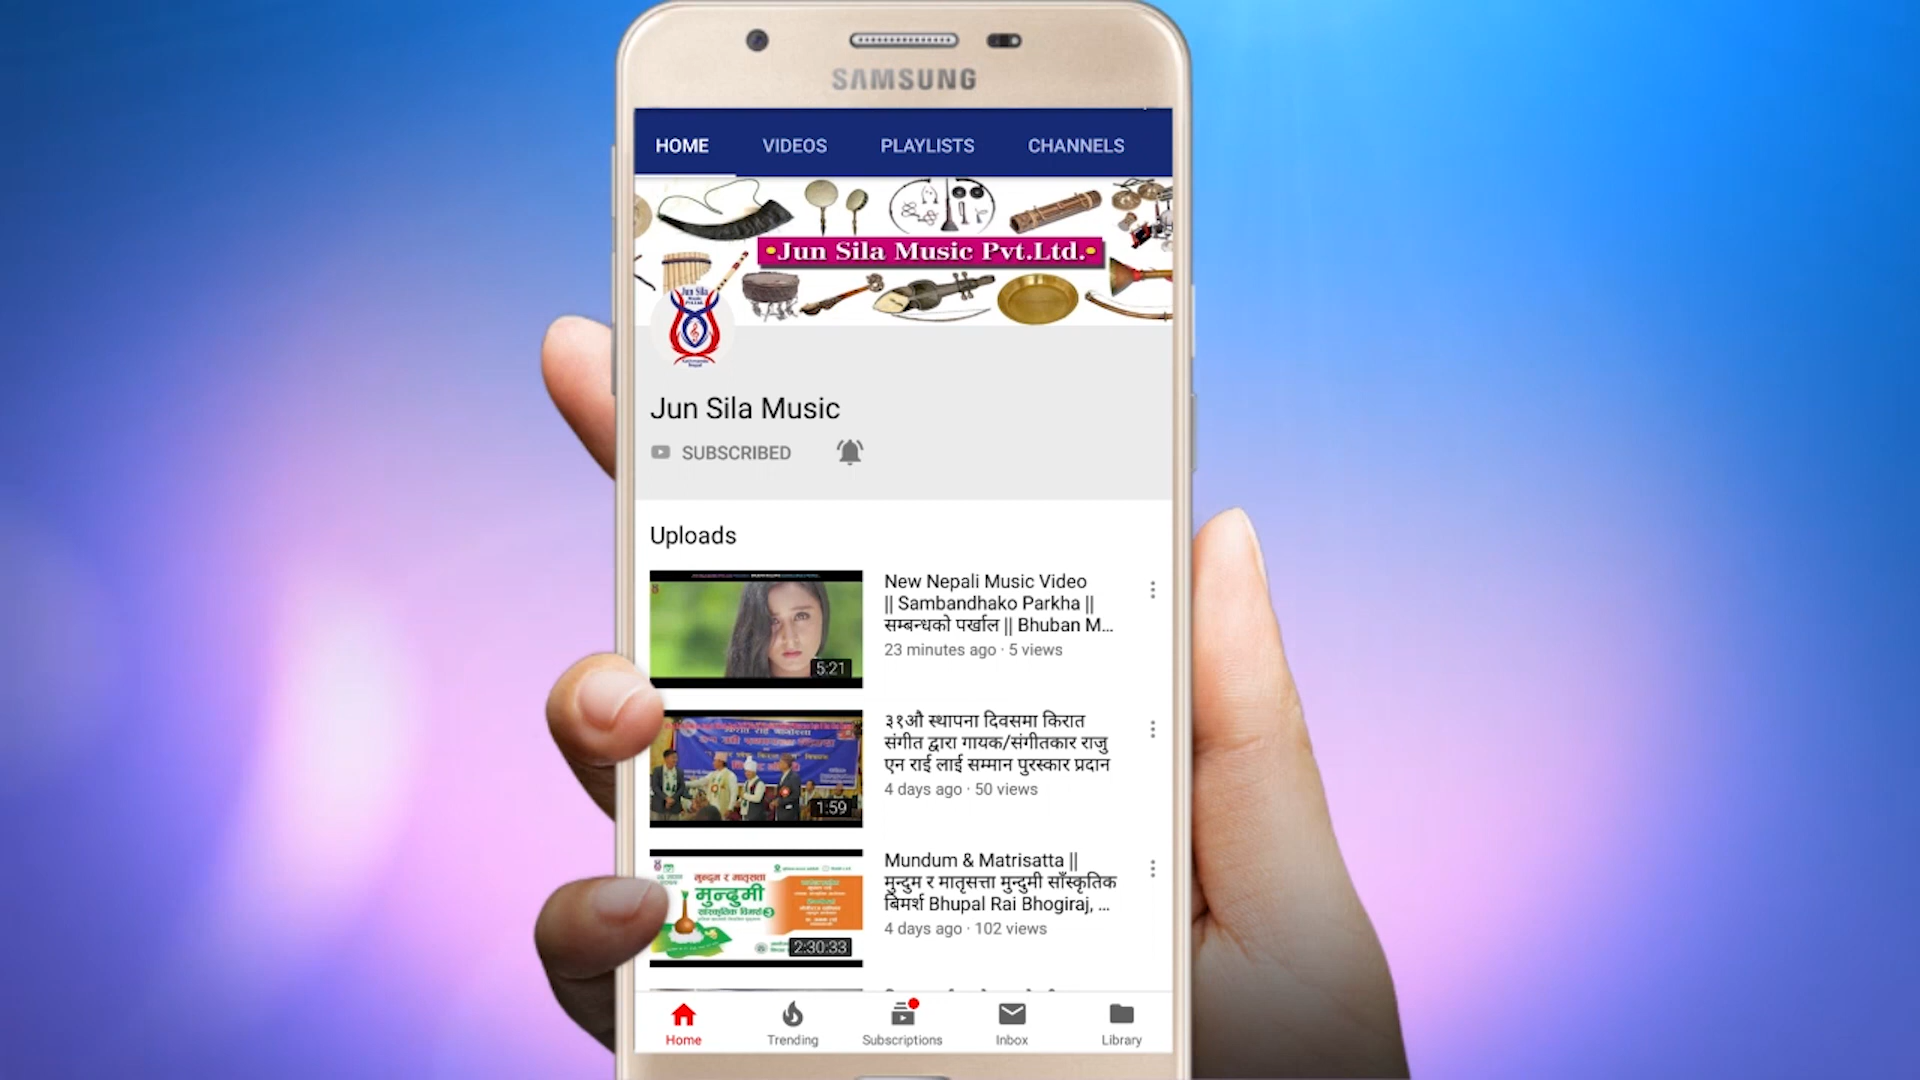 SAMSUNG
HOME VIDEOS PLAYLISTS CHANNELS
Jun Sila Music Pvt.Ltd.
Jun Sila
Jun Sila Music
SUBSCRIBED
Uploads
New Nepali Music Video
|| Sambandhako Parkha ||
सम्बन्धको पर्खाल || Bhuban M...
23 minutes ago · 5 views
5:21
३१औ स्थापना दिवसमा किरात
संगीत द्वारा गायक/संगीतकार राजु
एन राई लाई सम्मान पुरस्कार प्रदान
4 days ago · 50 views
1:59
Mundum & Matrisatta ||
मुन्दुम र मातृसत्ता मुन्दुमी साँस्कृतिक
बिमर्श Bhupal Rai Bhogiraj, ...
4 days ago · 102 views
मुन्दुम र मातृसत्ता
मुन्दुमी
2:30:33
Home Trending Subscriptions Inbox Library